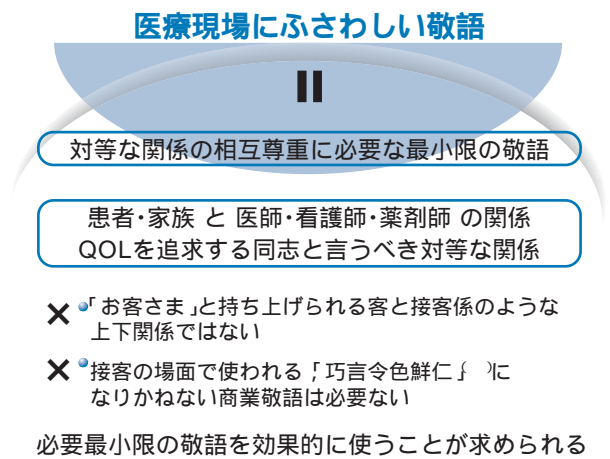 医療現場にふさわしい敬語
=
対等な関係の相互尊重に必要な最小限の敬語
患者・家族 と 医師・看護師・薬剤師 の関係
QOLを追求する同志と言うべき対等な関係
× 「お客さま」と持ち上げられる客と接客係のような
上下関係ではない
× 接客の場面で使われる「巧言令色鮮仁」 に
なりかねない商業敬語は必要ない
必要最小限の敬語を効果的に使うことが求められる